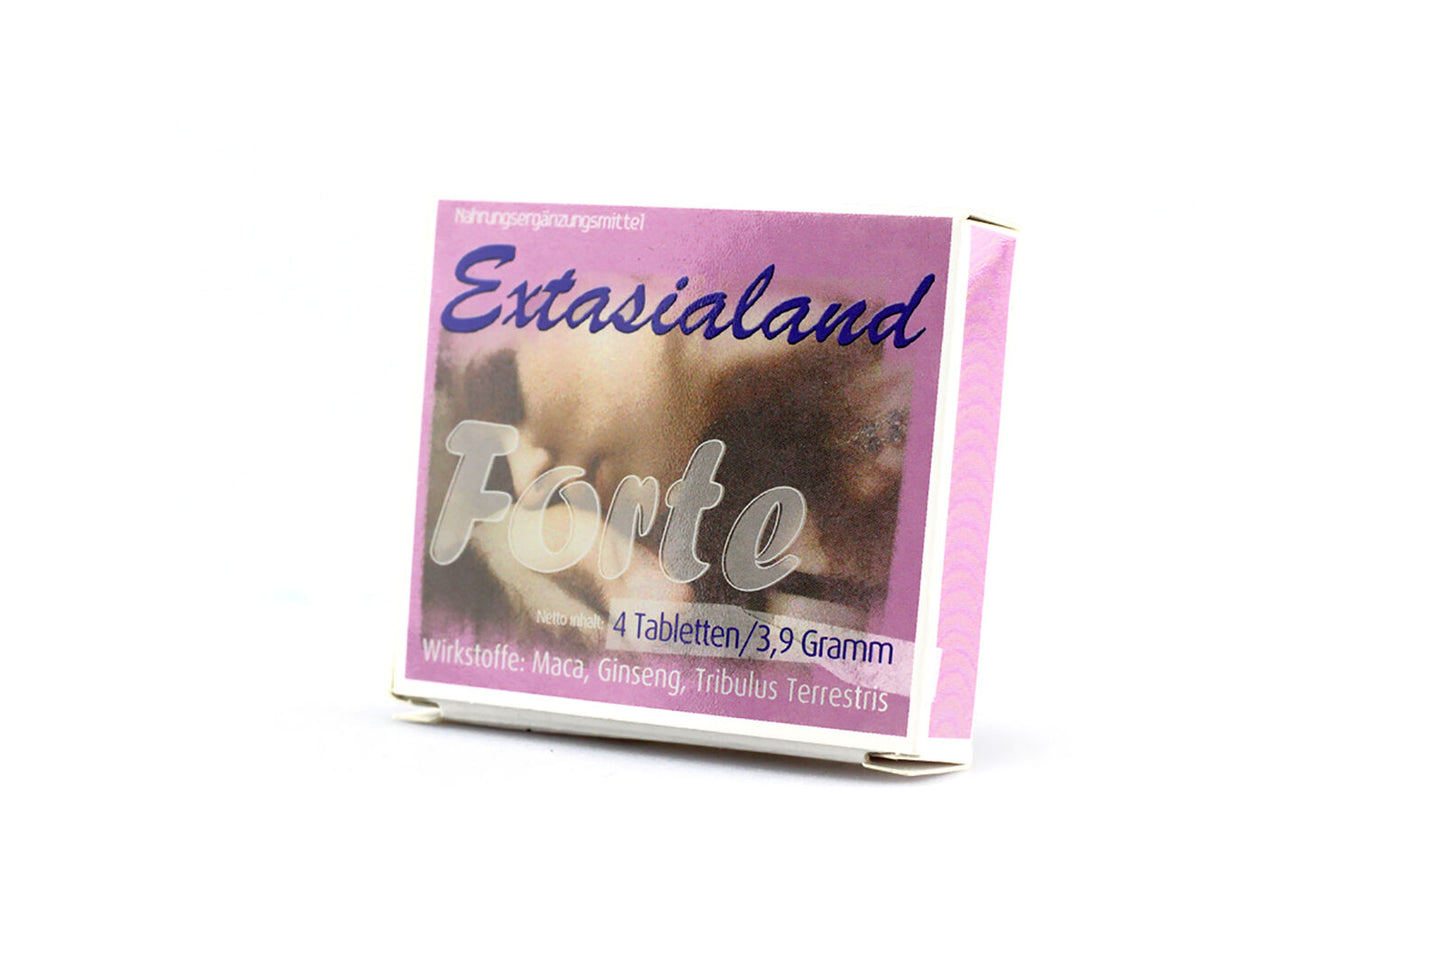 Nahrungsergänzungsmittel
Extasialand
Forte
Netto inhalt: 4 Tabletten/3,9 Gramm
Wirkstoffe: Maca, Ginseng, Tribulus Terrestris